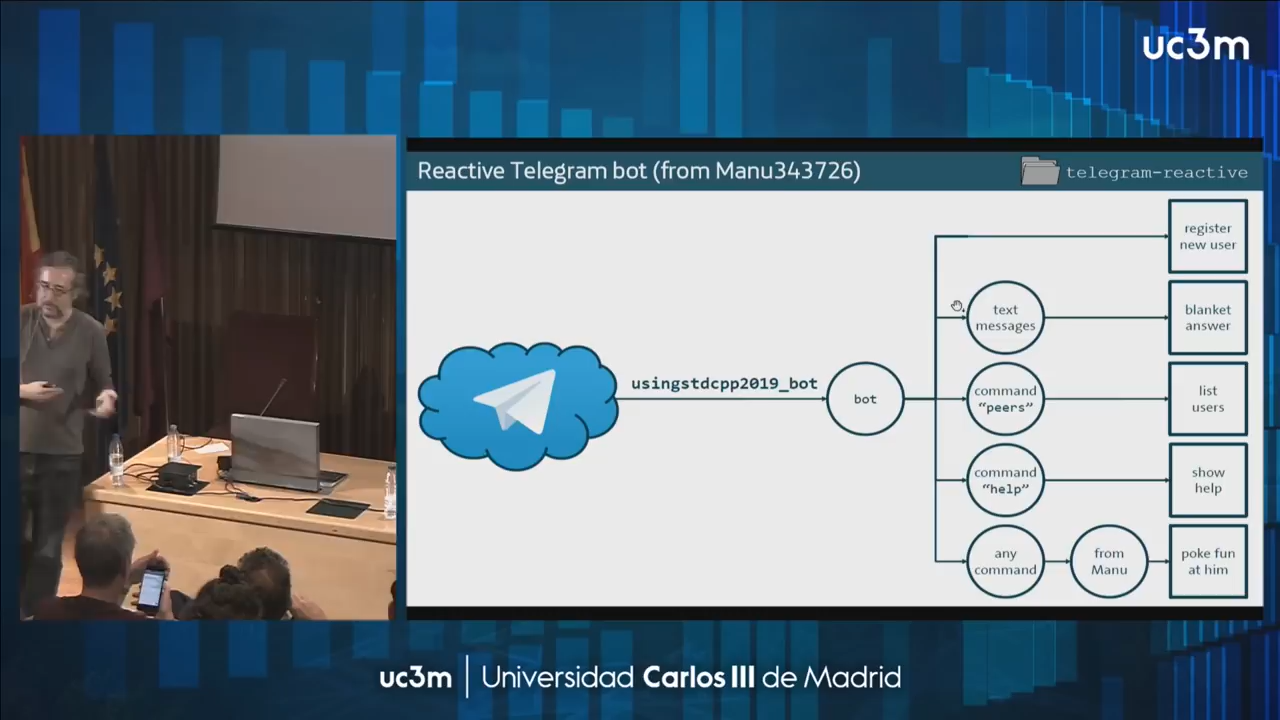 uc3m
Reactive Telegram bot (from Manu343726)
telegram-reactive
register
new user
text
messages
blanket
answer
usingstdcpp2019_bot
bot
command
"peers"
list
users
command
"help"
show
help
any
command
from
Manu
poke fun
at him
uc3m | Universidad Carlos III de Madrid